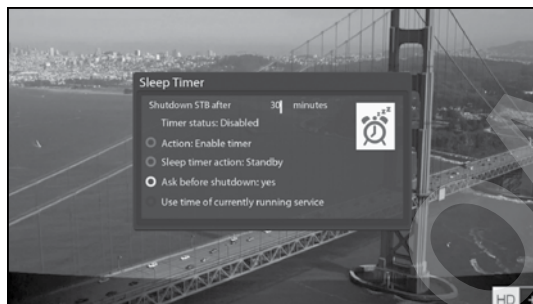 Sleep Timer
Shutdown STB after 30 minutes
Timer status: Disabled
Action: Enable timer
Sleep timer action: Standby
Ask before shutdown: yes
Use time of currently running service
zzz
HD